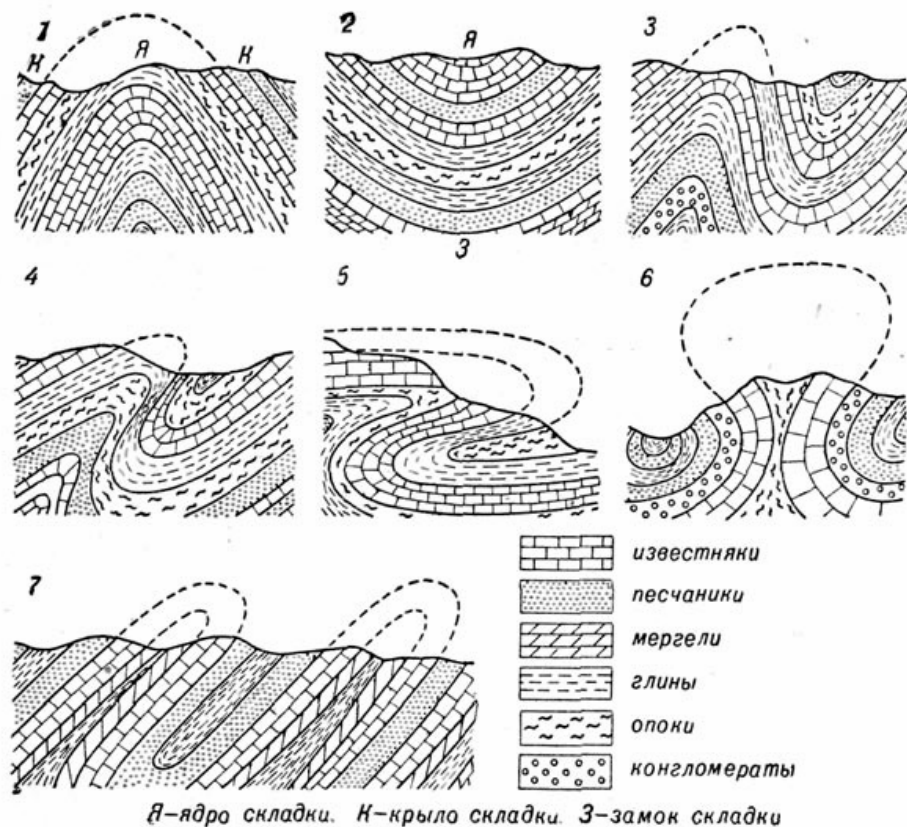 1
К Я К
2
Я
3
3
4
5
6
7
известняки
песчаники
мергели
глины
опоки
конгломераты
Я-ядро складки. К-крыло складки. З-замок складки